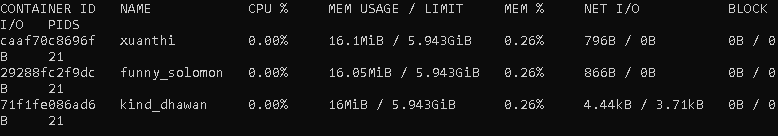 CONTAINER ID   NAME            CPU %     MEM USAGE / LIMIT     MEM %     NET I/O           BLOCK
I/O   PIDS
caaf70c8696f   xuanthi         0.00%     16.1MiB / 5.943GiB    0.26%     796B / 0B         0B / 0
B     21
29288fc2f9dc   funny_solomon   0.00%     16.05MiB / 5.943GiB   0.26%     866B / 0B         0B / 0
B     21
71f1fe086ad6   kind_dhawan     0.00%     16MiB / 5.943GiB      0.26%     4.44kB / 3.71kB   0B / 0
B     21